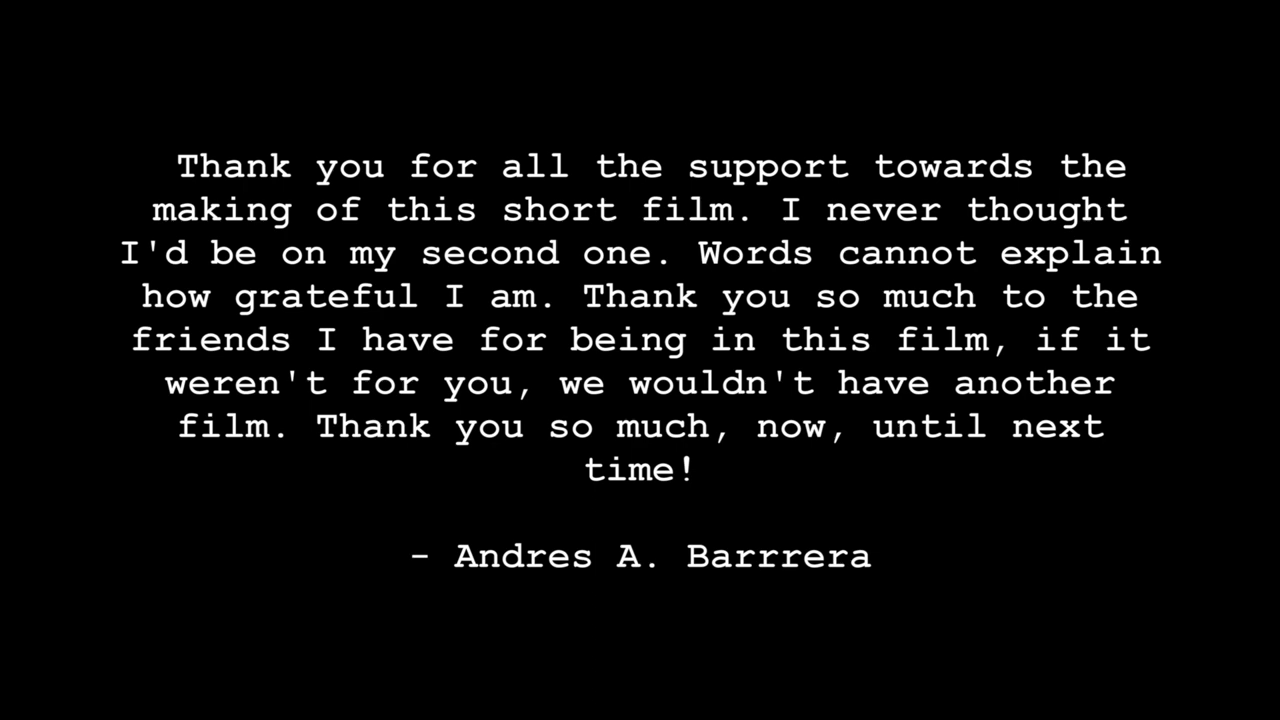 Thank you for all the support towards the
making of this short film. I never thought
I'd be on my second one. Words cannot explain
how grateful I am. Thank you so much to the
friends I have for being in this film, if it
weren't for you, we wouldn't have another
film. Thank you so much, now, until next
time!
- Andres A. Barrrera